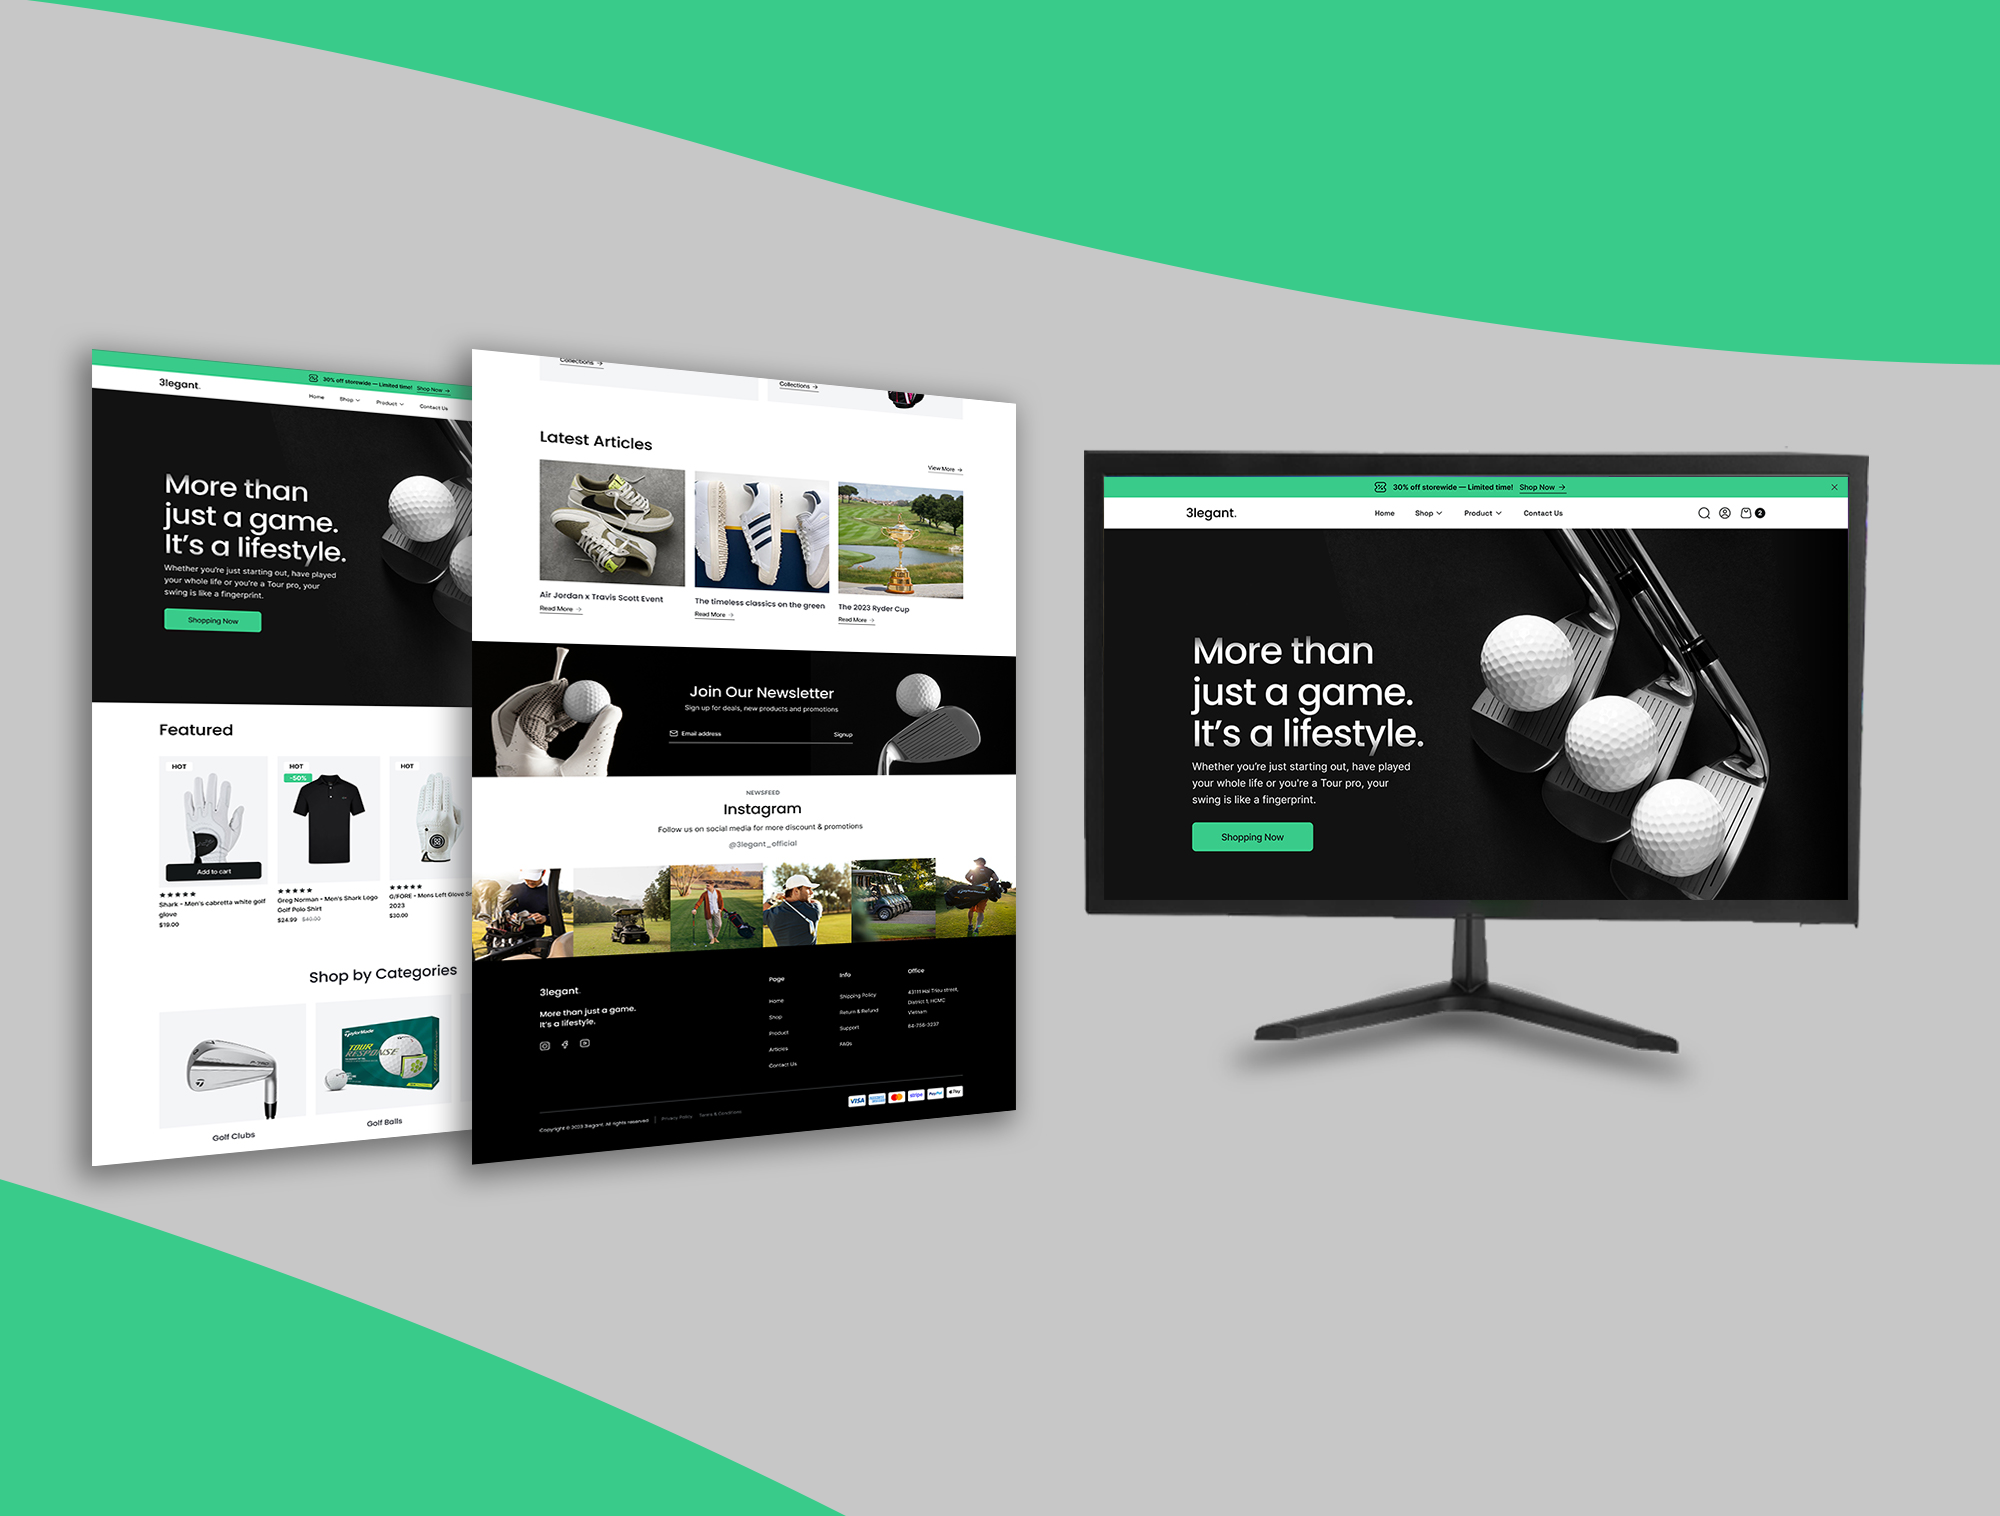 30% off storewide — Limited time! Shop Now →
3legant.
Home Shop Product Contact Us
More than
just a game.
It's a lifestyle.
Whether you're just starting out, have played
your whole life or you're a Tour pro, your
swing is like a fingerprint.
Shopping Now
Featured
HOT
Add to cart
Shark - Men's cabretta white golf
glove
$19.00
HOT
-50%
Greg Norman - Men's Shark Logo
Golf Polo Shirt
$24.99 $40.00
HOT
G/FORE - Mens Left Glove
2023
$30.00
Shop by Categories
TaylorMade
TOUR
RESPONSE
Golf Clubs
Golf Balls
Collections →
Collections →
Latest Articles
View More →
Air Jordan x Travis Scott Event
Read More →
The timeless classics on the green
Read More →
The 2023 Ryder Cup
Read More →
Join Our Newsletter
Sign up for deals, new products and promotions
Email address Signup
NEWSFEED
Instagram
Follow us on social media for more discount & promotions
@3legant_official
3legant.
More than just a game.
It's a lifestyle.
Page
Home
Shop
Product
Articles
Contact Us
Info
Shipping Policy
Return & Refund
Support
FAQs
Office
43111 Hai Trieu street,
District 1, HCMC
Vietnam
84-756-3237
VISA stripe PayPal Pay
Copyright © 2023 3legant. All rights reserved Privacy Policy Terms & Conditions
30% off storewide — Limited time! Shop Now →
3legant.
Home Shop Product Contact Us
2
More than
just a game.
It's a lifestyle.
Whether you're just starting out, have played
your whole life or you're a Tour pro, your
swing is like a fingerprint.
Shopping Now